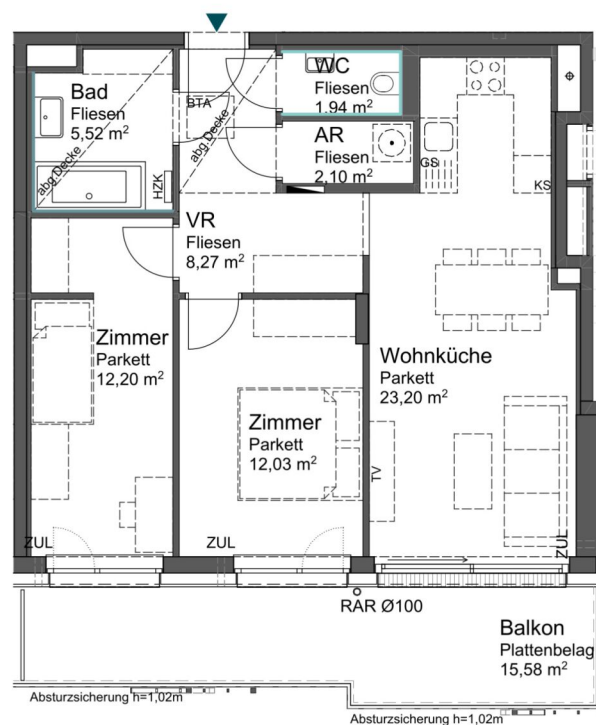 Bad
Fliesen
5,52 m²
abg.Decke
HZK
BTA
abg.Decke
WC
Fliesen
1.94 m²
AR
Fliesen
2,10 m²
GS
KS
VR
Fliesen
8,27 m²
Zimmer
Parkett
12,20 m²
Zimmer
Parkett
12,03 m²
Wohnküche
Parkett
23,20 m²
TV
ZUL
ZUL
ZUL
RAR Ø100
Balkon
Plattenbelag
15,58 m²
Absturzsicherung h=1,02m
Absturzsicherung h=1,02m